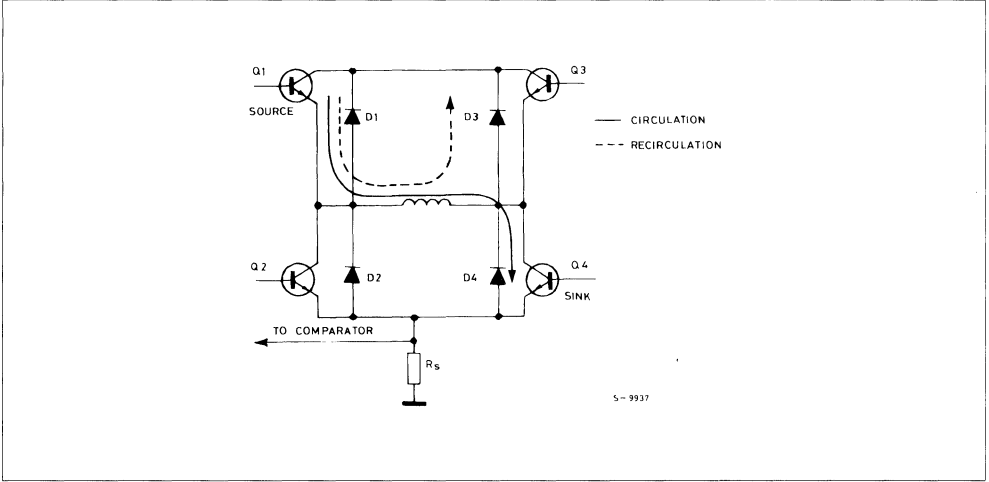 Q1
Q3
SOURCE
D1
D3
CIRCULATION
RECIRCULATION
Q2
D2
D4
Q4
SINK
TO COMPARATOR
Rs
S-9937